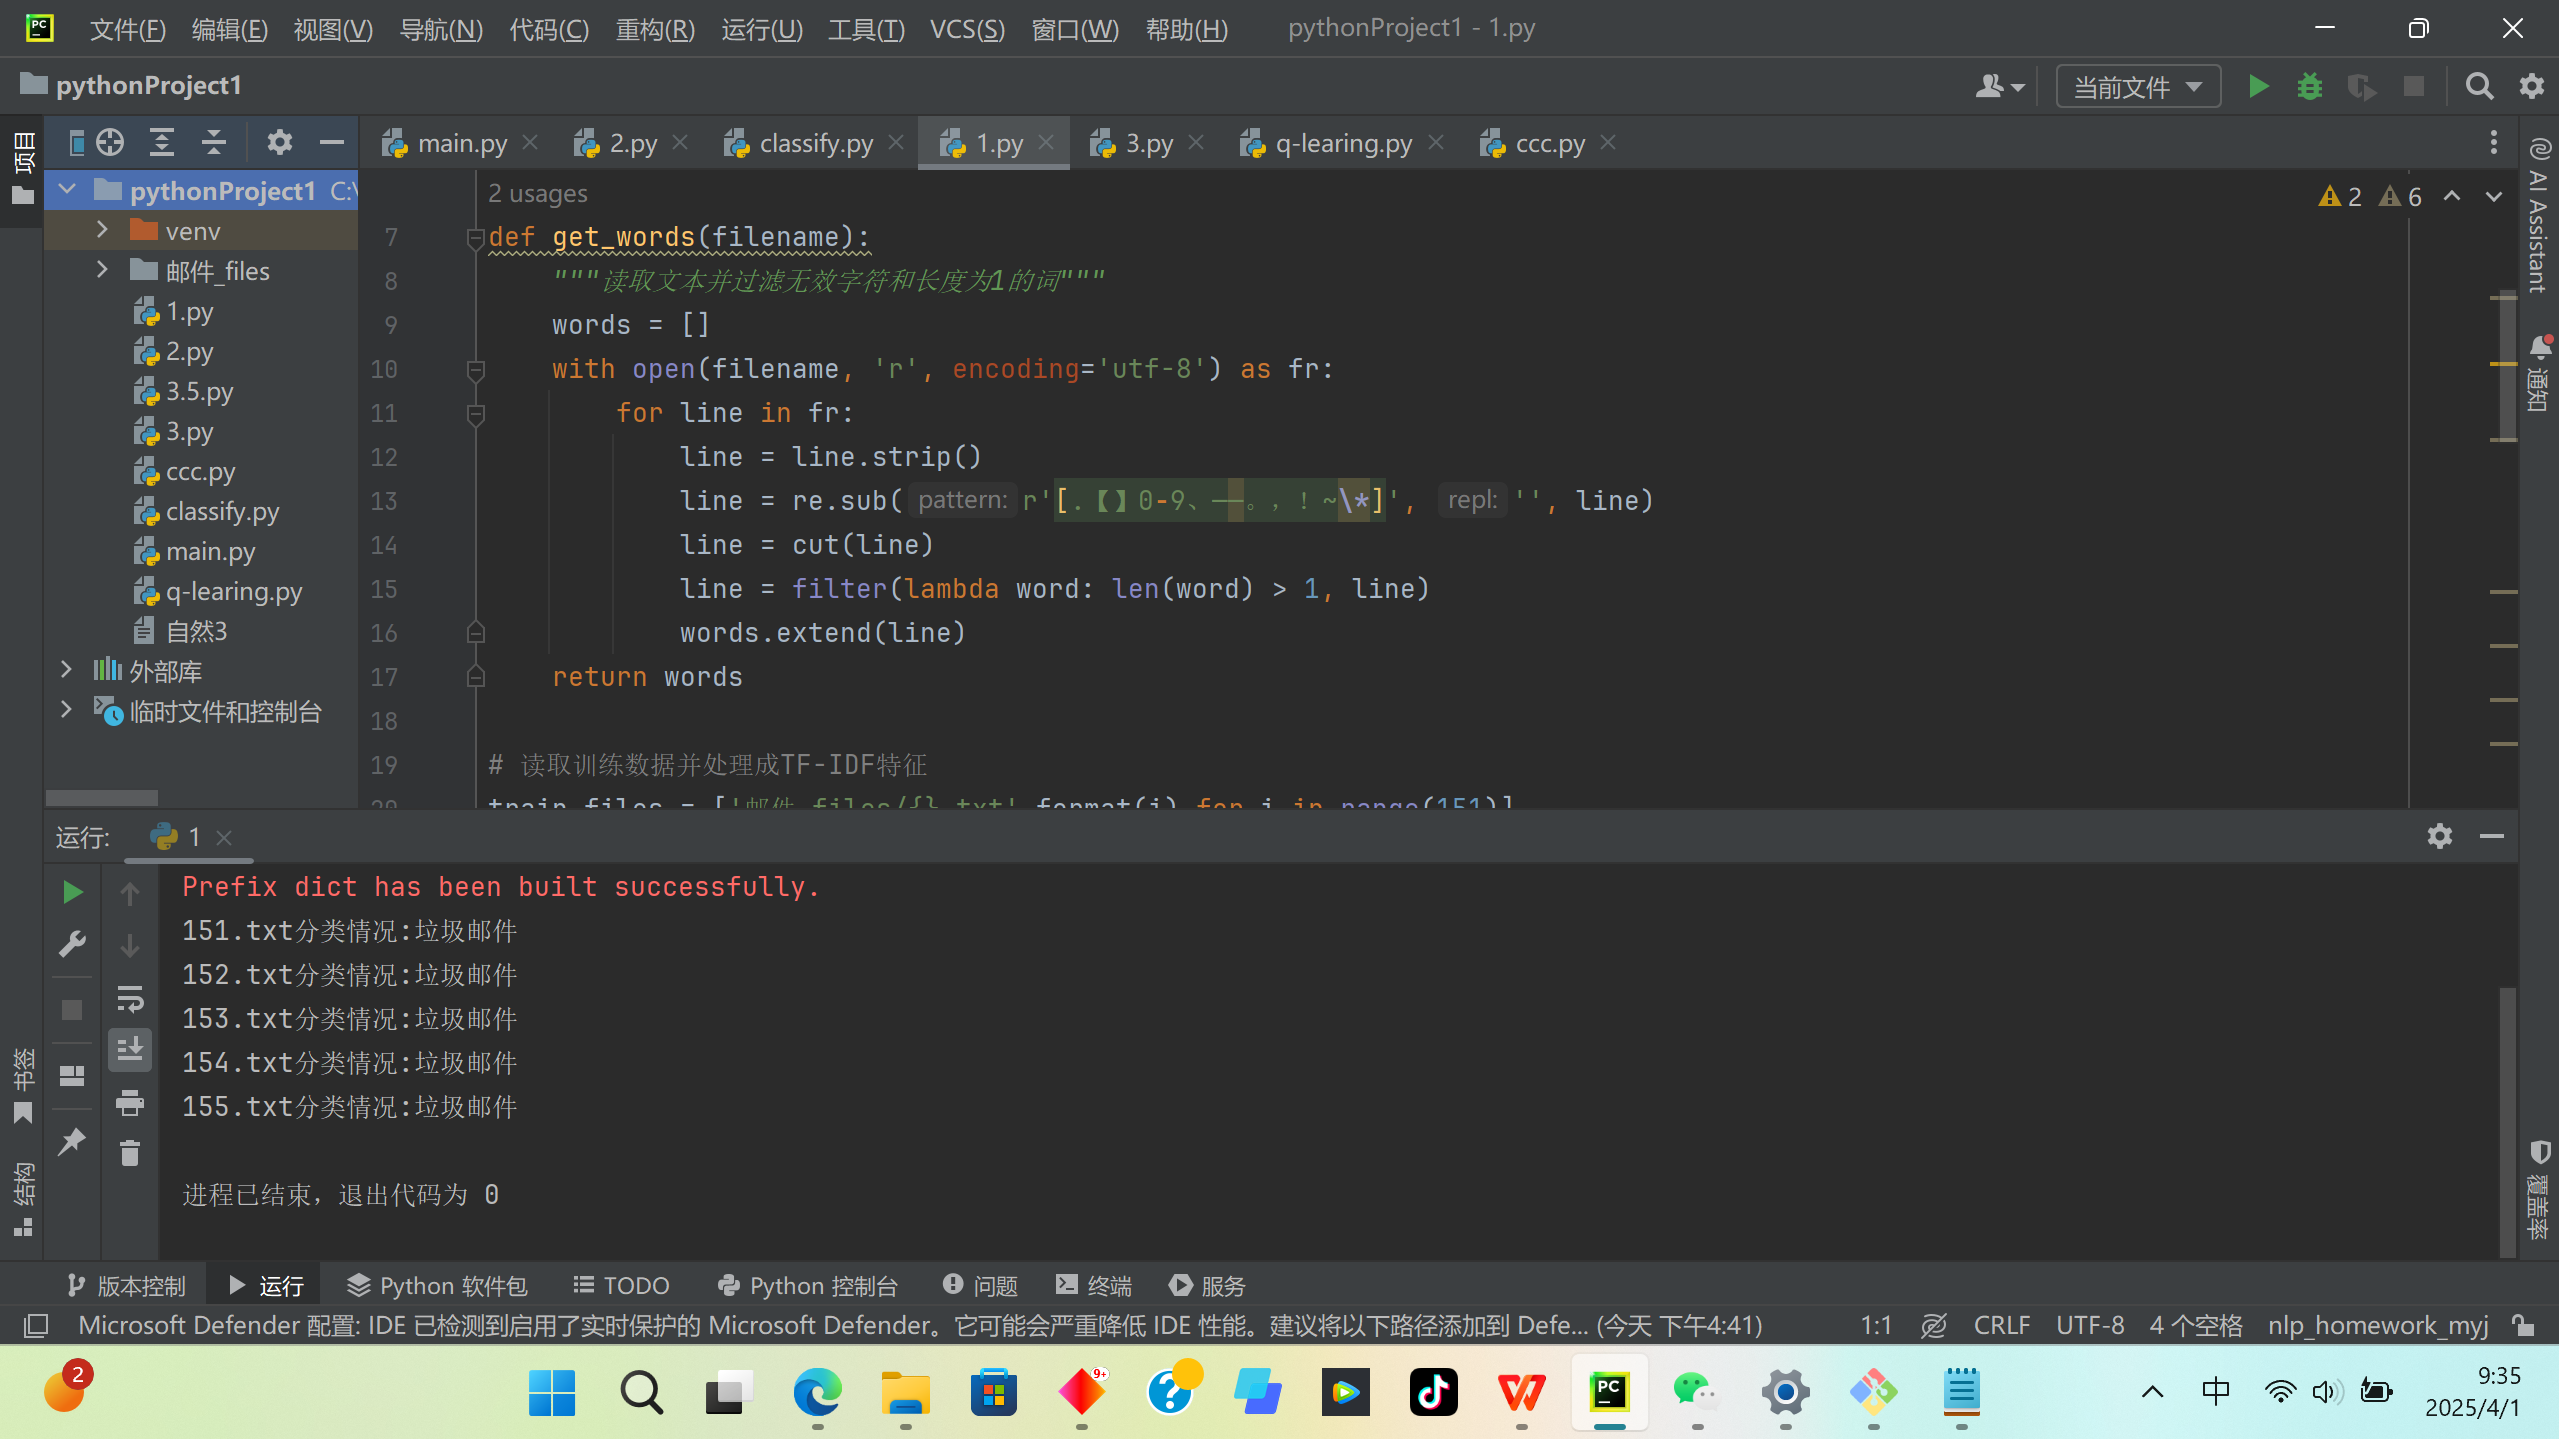 文件(F) 编辑(E) 视图(V) 导航(N) 代码(C) 重构(R) 运行(U) 工具(T) VCS(S) 窗口(W) 帮助(H) pythonProject1 - 1.py
pythonProject1 当前文件
main.py 2.py classify.py 1.py 3.py q-learing.py ccc.py
项目
pythonProject1 C:\
venv
邮件_files
1.py
2.py
3.5.py
3.py
ccc.py
classify.py
main.py
q-learing.py
自然3
外部库
临时文件和控制台
2 usages
2 6
7 def get_words(filename):
8 """读取文本并过滤无效字符和长度为1的词"""
9 words = []
10 with open(filename, 'r', encoding='utf-8') as fr:
11 for line in fr:
12 line = line.strip()
13 line = re.sub( pattern: r'[.【】0-9、——。,!~\*]', repl: '', line)
14 line = cut(line)
15 line = filter(lambda word: len(word) > 1, line)
16 words.extend(line)
17 return words
18
19 # 读取训练数据并处理成TF-IDF特征
20 train_files = ['邮件_files/{}.txt'.format(i) for i in range(151)]
AI Assistant
通知
覆盖率
书签
结构
运行: 1
Prefix dict has been built successfully.
151.txt分类情况:垃圾邮件
152.txt分类情况:垃圾邮件
153.txt分类情况:垃圾邮件
154.txt分类情况:垃圾邮件
155.txt分类情况:垃圾邮件
进程已结束，退出代码为 0
版本控制 运行 Python 软件包 TODO Python 控制台 问题 终端 服务
Microsoft Defender 配置: IDE 已检测到启用了实时保护的 Microsoft Defender。它可能会严重降低 IDE 性能。建议将以下路径添加到 Defe... (今天 下午4:41) 1:1 CRLF UTF-8 4 个空格 nlp_homework_myj
2
9+
PC
中
9:35
2025/4/1